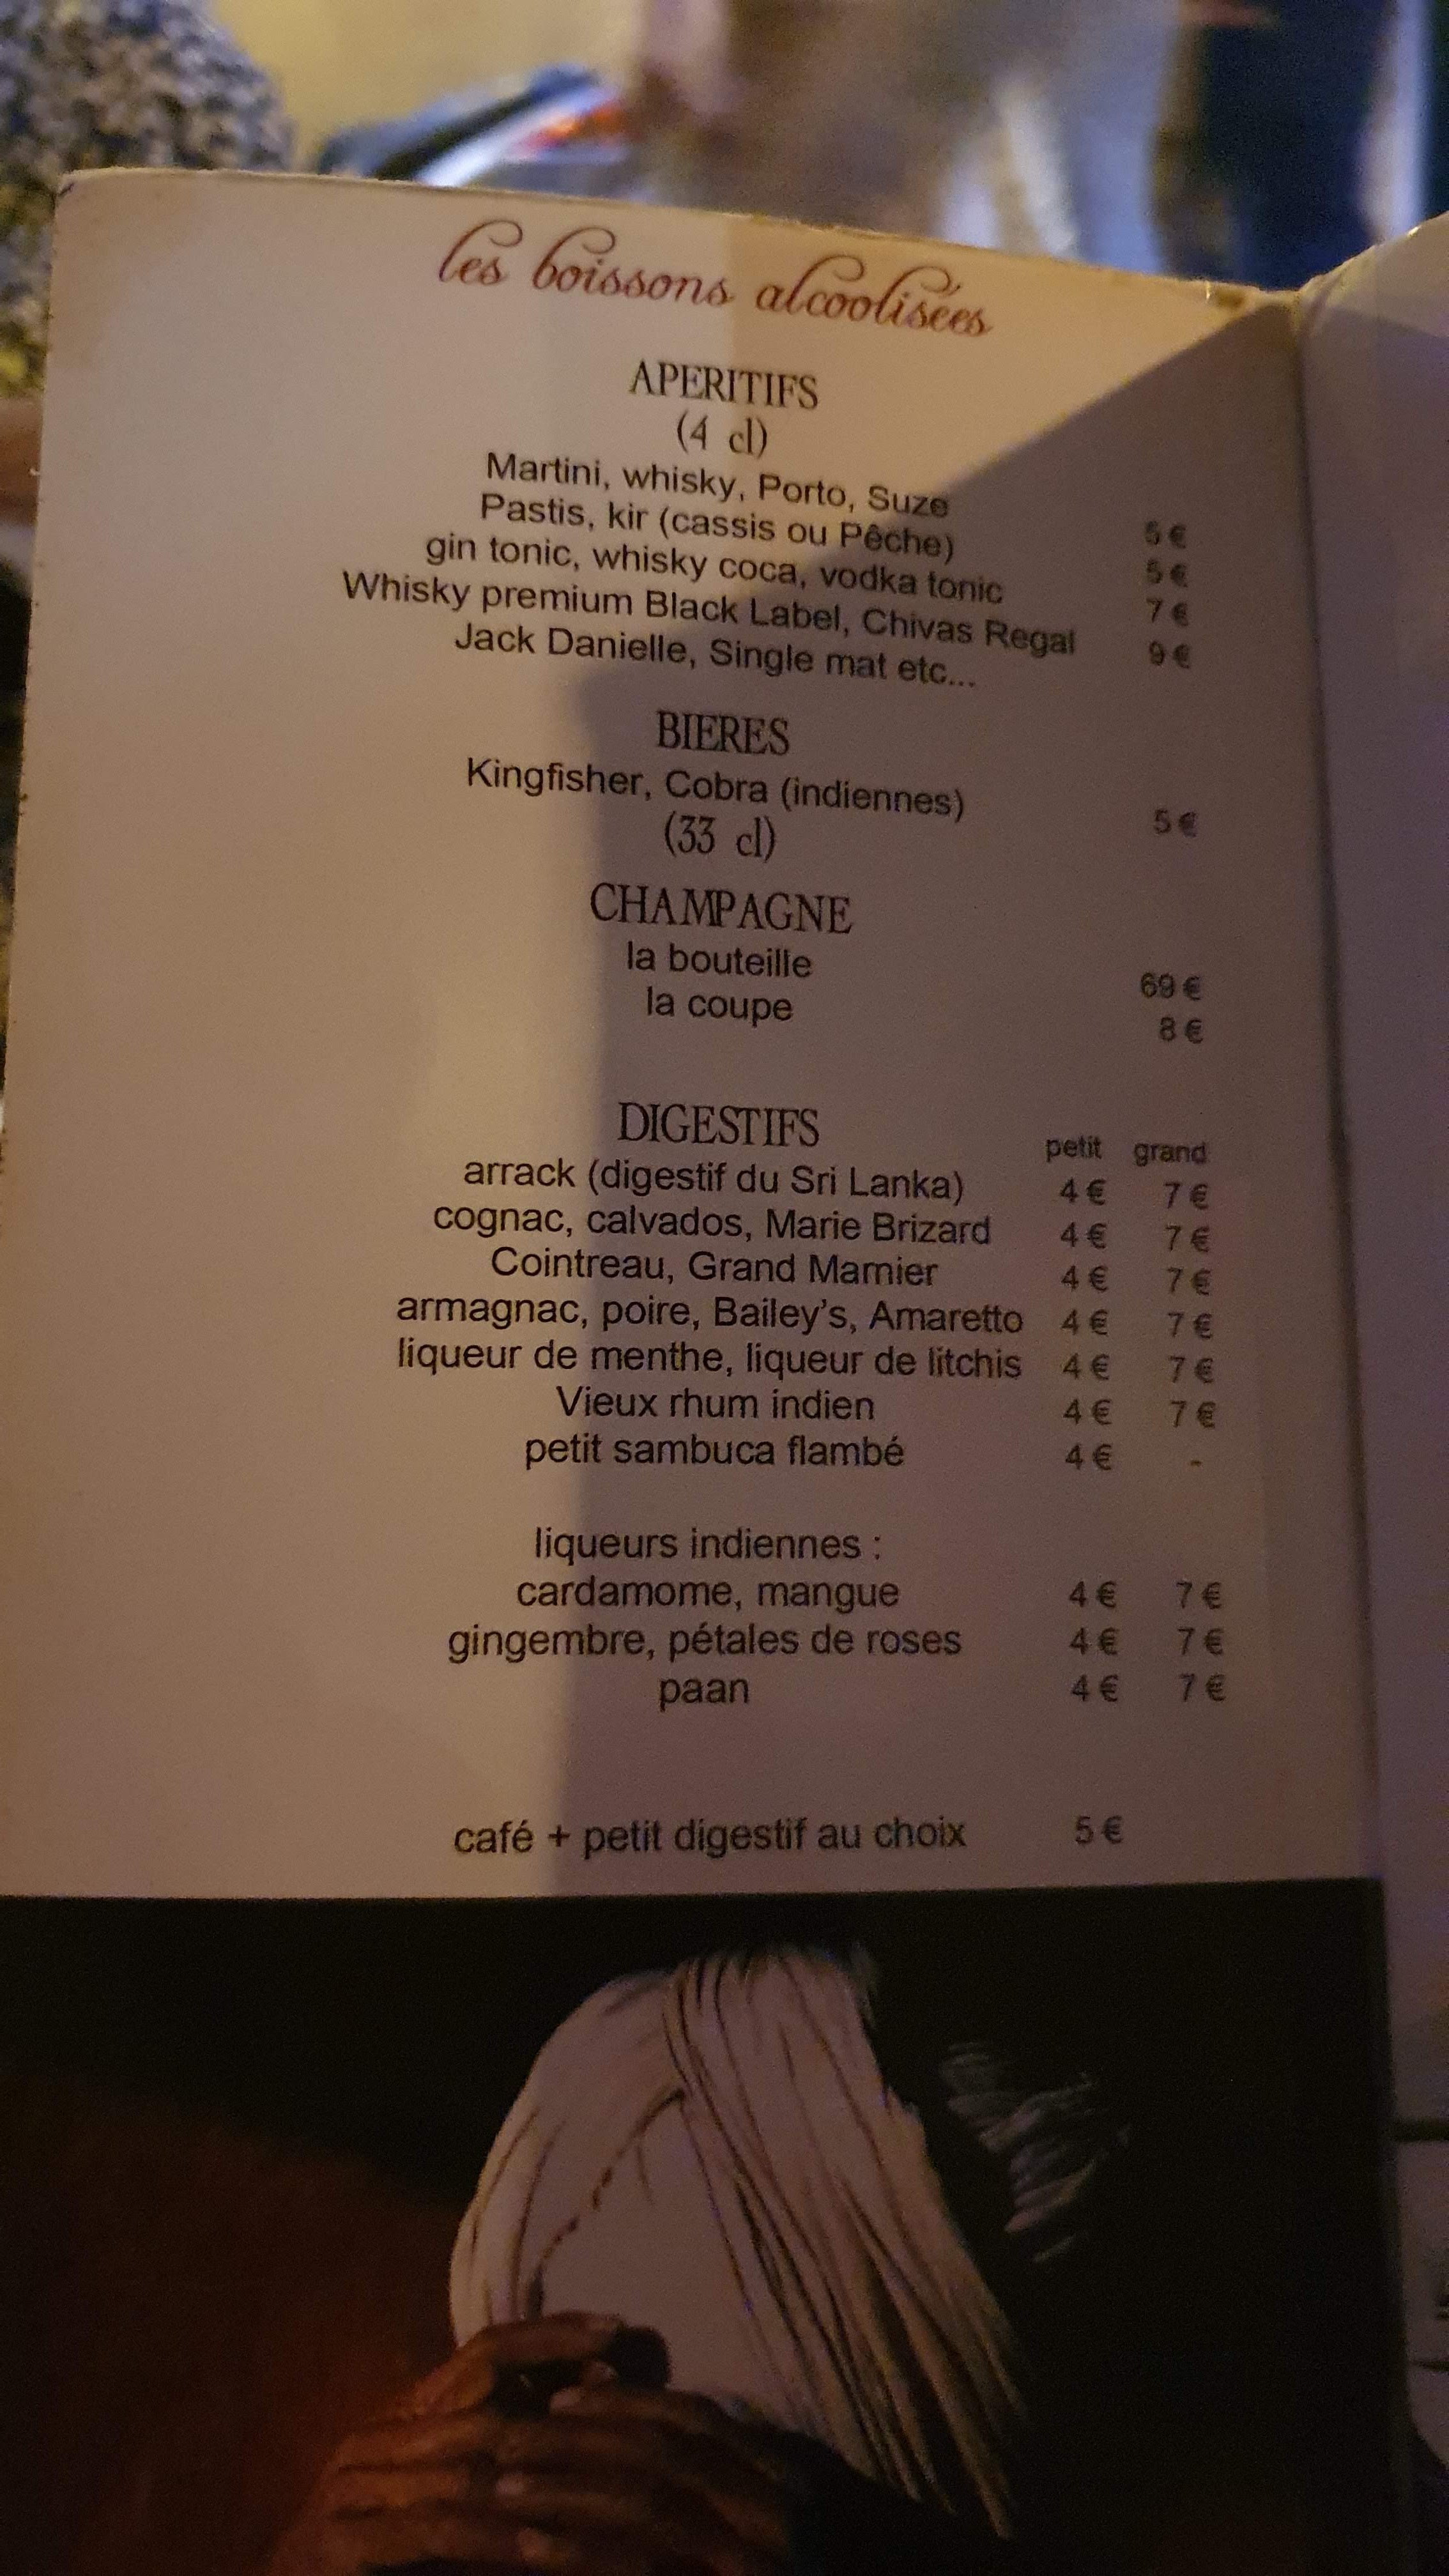 les boissons alcoolisées
APERITIFS
(4 cl)
Martini, whisky, Porto, Suze 5 €
Pastis, kir (cassis ou Pêche) 5 €
gin tonic, whisky coca, vodka tonic 7 €
Whisky premium Black Label, Chivas Regal 9 €
Jack Danielle, Single mat etc...
BIERES
Kingfisher, Cobra (indiennes) 5 €
(33 cl)
CHAMPAGNE
la bouteille 69 €
la coupe 8 €
DIGESTIFS petit grand
arrack (digestif du Sri Lanka) 4 € 7 €
cognac, calvados, Marie Brizard 4 € 7 €
Cointreau, Grand Marnier 4 € 7 €
armagnac, poire, Bailey's, Amaretto 4 € 7 €
liqueur de menthe, liqueur de litchis 4 € 7 €
Vieux rhum indien 4 € 7 €
petit sambuca flambé 4 € -
liqueurs indiennes :
cardamome, mangue 4 € 7 €
gingembre, pétales de roses 4 € 7 €
paan 4 € 7 €
café + petit digestif au choix 5 €